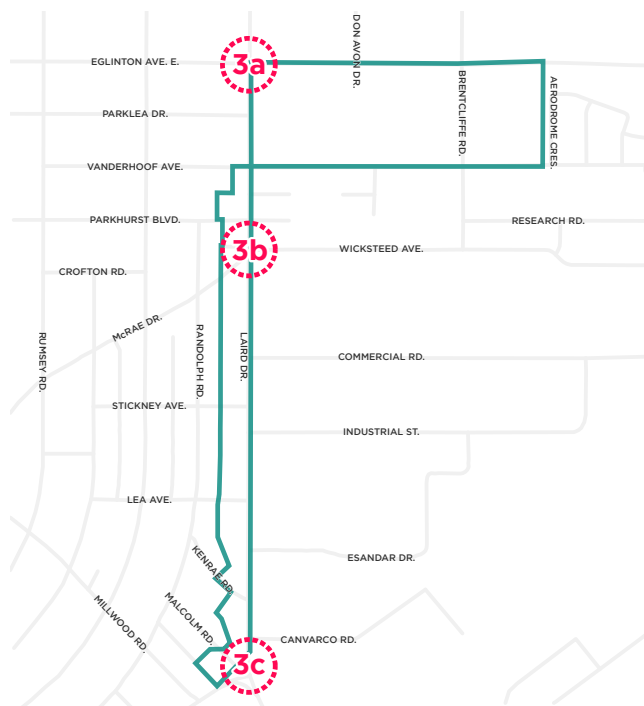 DON AVON DR.
EGLINTON AVE. E.
3a
BRENTCLIFFE RD.
AERODROME CRES.
PARKLEA DR.
VANDERHOOF AVE.
PARKHURST BLVD.
RESEARCH RD.
3b
WICKSTEED AVE.
CROFTON RD.
McRAE DR.
RUMSEY RD.
RANDOLPH RD.
LAIRD DR.
COMMERCIAL RD.
STICKNEY AVE.
INDUSTRIAL ST.
LEA AVE.
ESANDAR DR.
KENRAE RD.
MALCOLM RD.
MILLWOOD RD.
CANVARCO RD.
3c